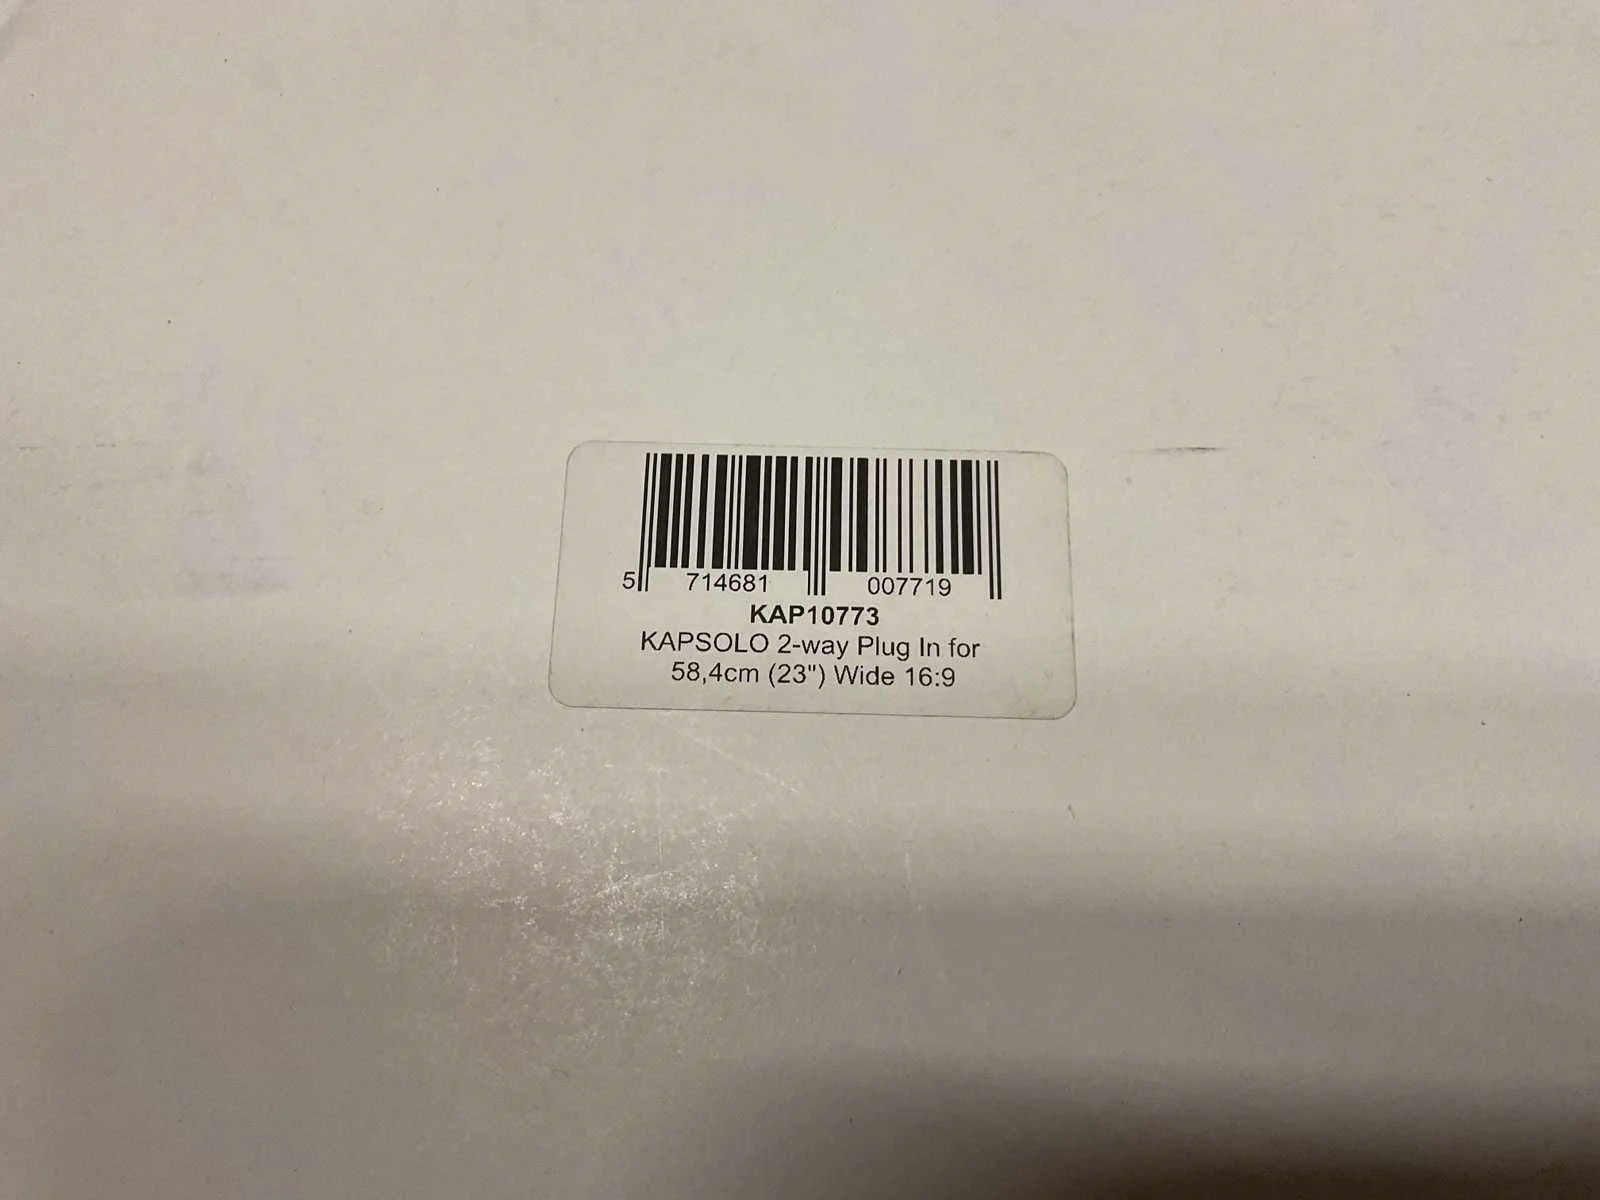 5 714681 007719
KAP10773
KAPSOLO 2-way Plug In for
58,4cm (23") Wide 16:9